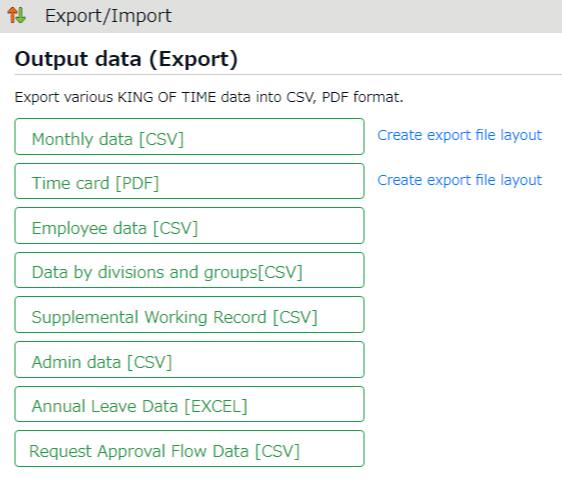 Export/Import
Output data (Export)
Export various KING OF TIME data into CSV, PDF format.
Monthly data [CSV]
Create export file layout
Time card [PDF]
Create export file layout
Employee data [CSV]
Data by divisions and groups[CSV]
Supplemental Working Record [CSV]
Admin data [CSV]
Annual Leave Data [EXCEL]
Request Approval Flow Data [CSV]